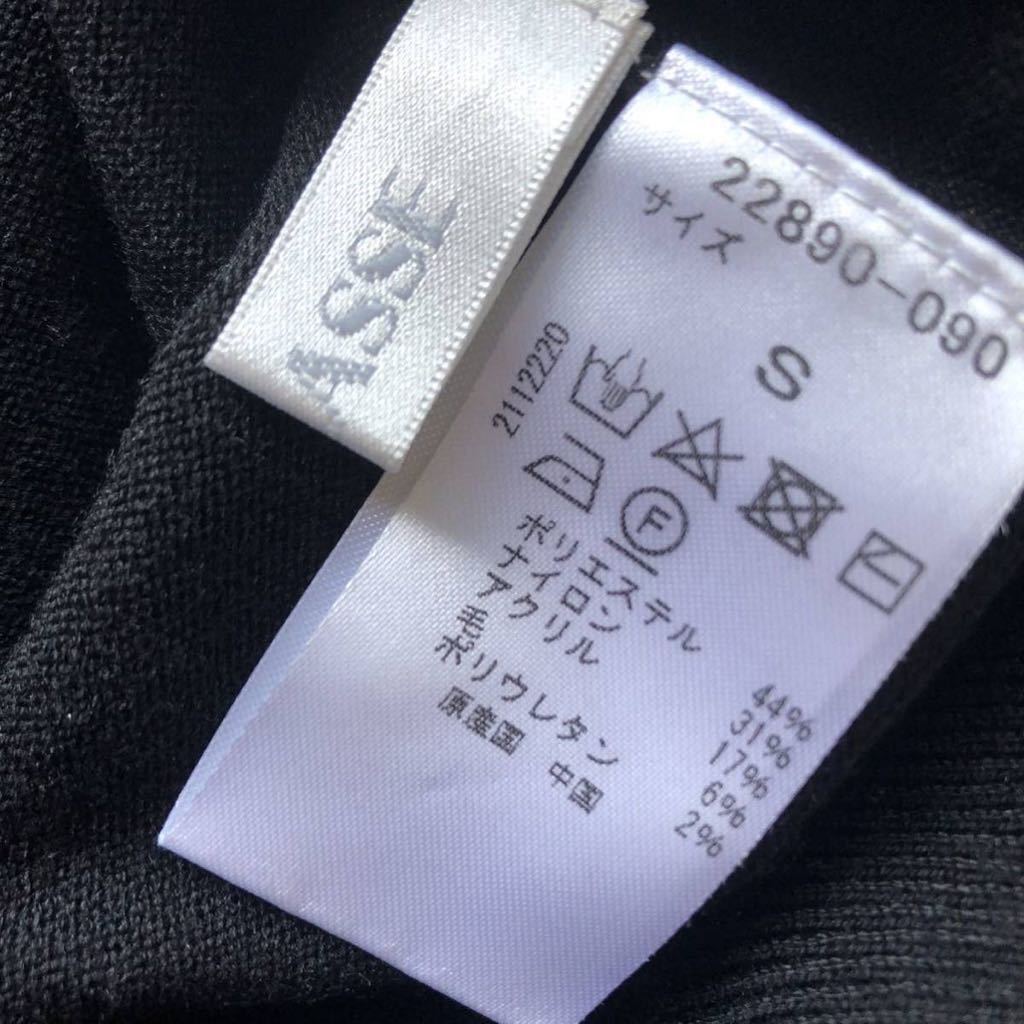 ASSE
22890-090
サイズ
S
2112220
F
ポリエステル 44%
ナイロン 31%
アクリル 17%
毛 6%
ポリウレタン 2%
原産国 中国